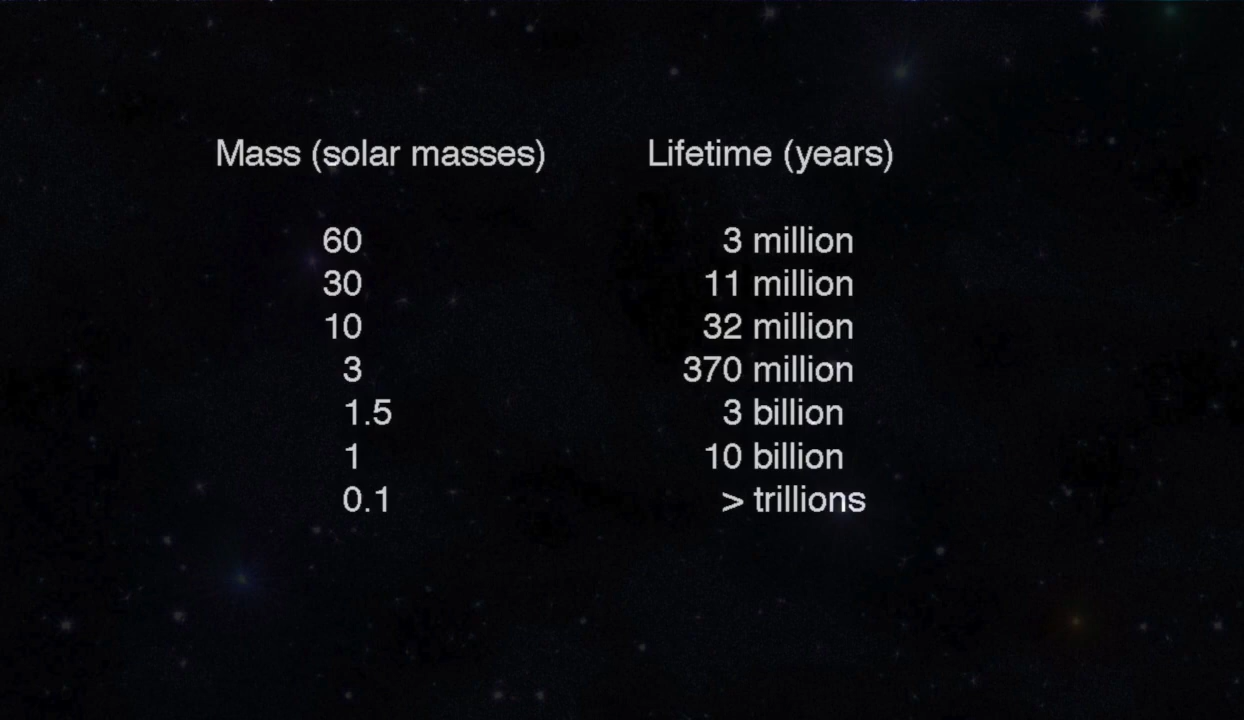 Mass (solar masses) Lifetime (years)
60 3 million
30 11 million
10 32 million
3 370 million
1.5 3 billion
1 10 billion
0.1 > trillions